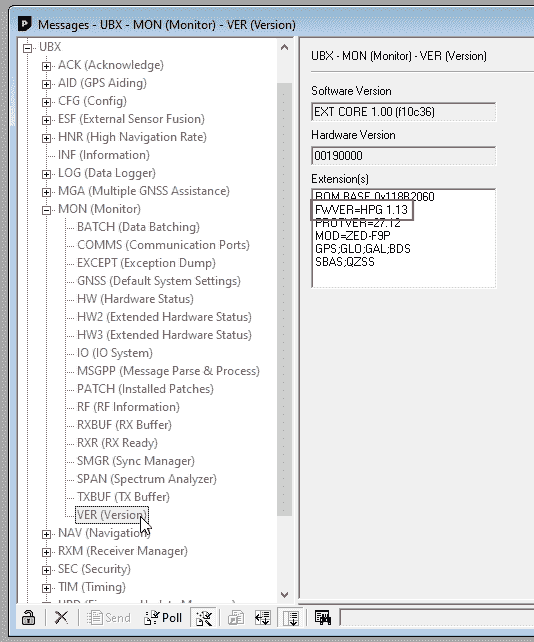 Messages - UBX - MON (Monitor) - VER (Version)
UBX
ACK (Acknowledge)
AID (GPS Aiding)
CFG (Config)
ESF (External Sensor Fusion)
HNR (High Navigation Rate)
INF (Information)
LOG (Data Logger)
MGA (Multiple GNSS Assistance)
MON (Monitor)
BATCH (Data Batching)
COMMS (Communication Ports)
EXCEPT (Exception Dump)
GNSS (Default System Settings)
HW (Hardware Status)
HW2 (Extended Hardware Status)
HW3 (Extended Hardware Status)
IO (IO System)
MSGPP (Message Parse & Process)
PATCH (Installed Patches)
RF (RF Information)
RXBUF (RX Buffer)
RXR (RX Ready)
SMGR (Sync Manager)
SPAN (Spectrum Analyzer)
TXBUF (TX Buffer)
VER (Version)
NAV (Navigation)
RXM (Receiver Manager)
SEC (Security)
TIM (Timing)
UBX - MON (Monitor) - VER (Version)
Software Version
EXT CORE 1.00 (f10c36)
Hardware Version
00190000
Extension(s)
ROM BASE 0x118B2060
FWVER=HPG 1.13
PROTVER=27.12
MOD=ZED-F9P
GPS;GLO;GAL;BDS
SBAS;QZSS
Send
Poll